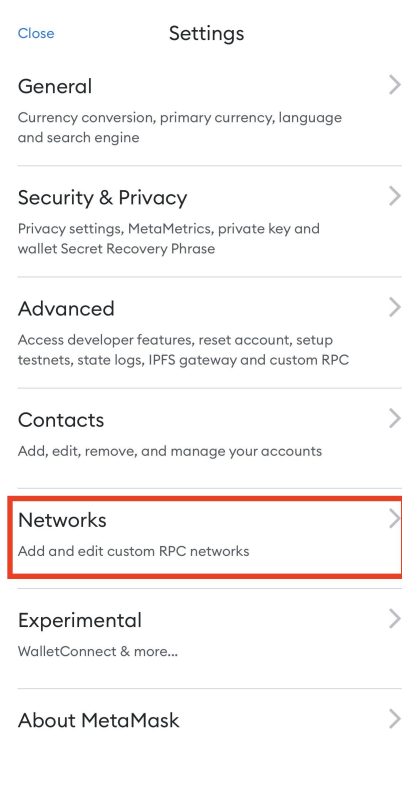 Close
Settings
General
Currency conversion, primary currency, language
and search engine
Security & Privacy
Privacy settings, MetaMetrics, private key and
wallet Secret Recovery Phrase
Advanced
Access developer features, reset account, setup
testnets, state logs, IPFS gateway and custom RPC
Contacts
Add, edit, remove, and manage your accounts
Networks
Add and edit custom RPC networks
Experimental
WalletConnect & more...
About MetaMask